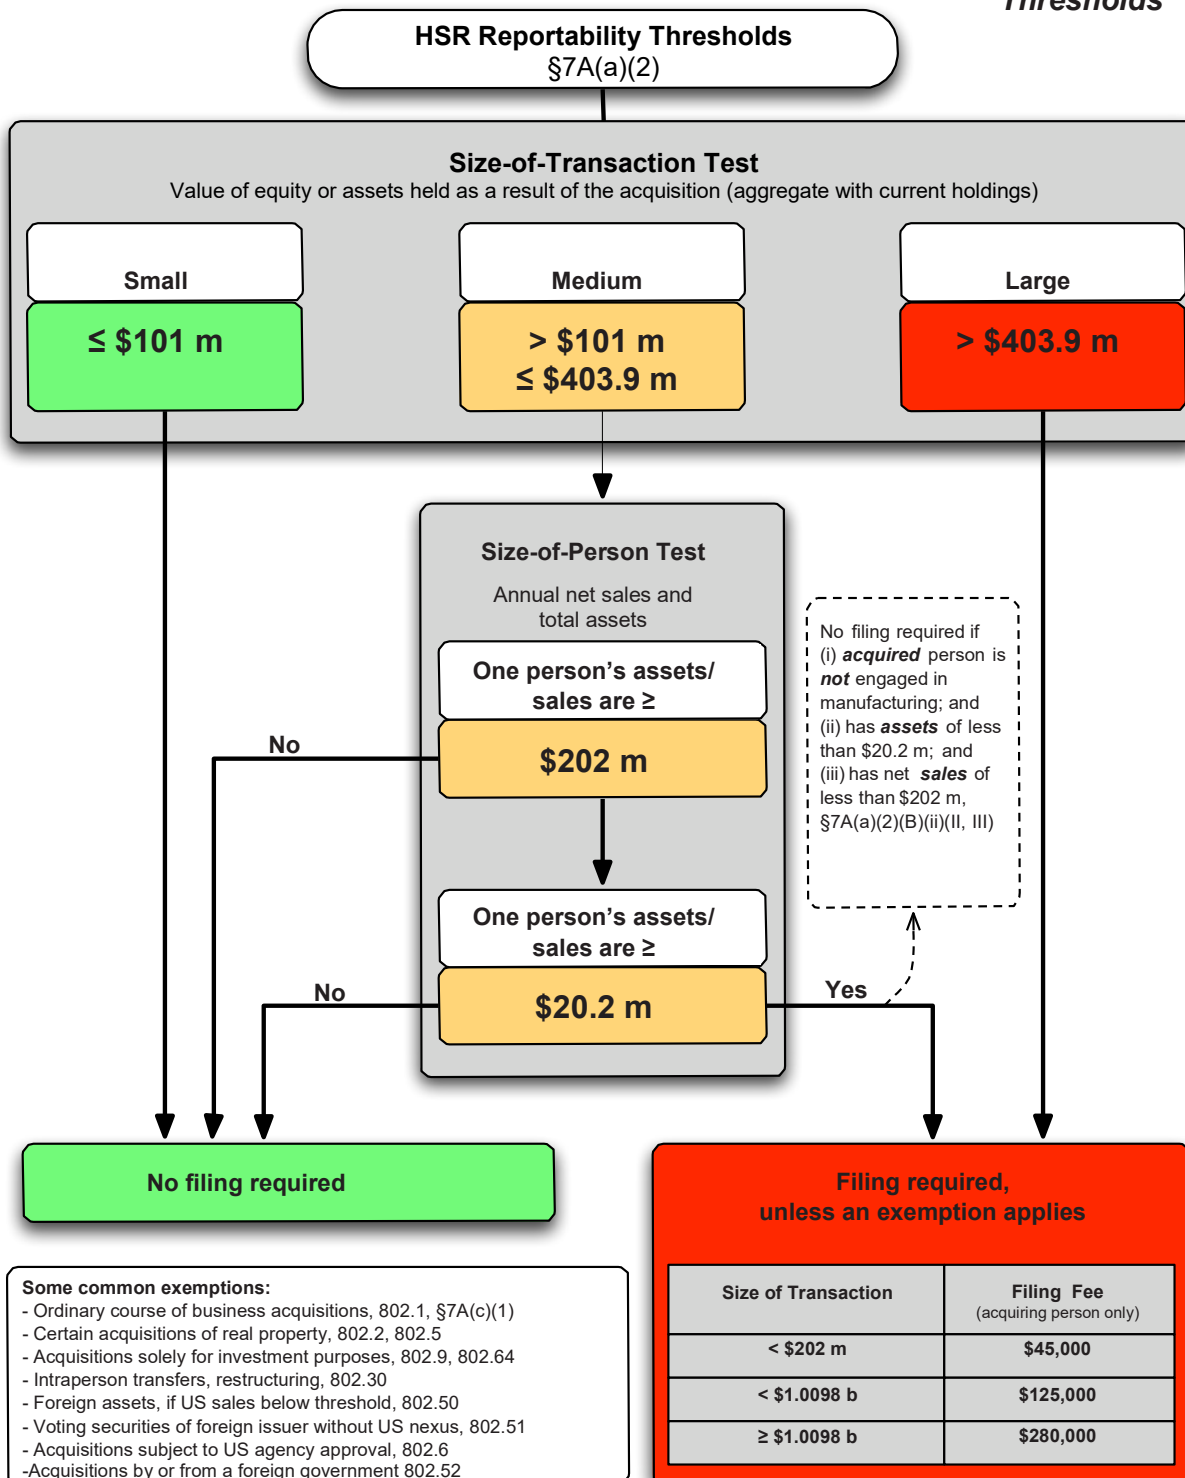 Thresholds
HSR Reportability Thresholds
§7A(a)(2)
Size-of-Transaction Test
Value of equity or assets held as a result of the acquisition (aggregate with current holdings)
Small
≤ $101 m
Medium
> $101 m
≤ $403.9 m
Large
> $403.9 m
Size-of-Person Test
Annual net sales and
total assets
One person’s assets/
sales are ≥
$202 m
No
One person’s assets/
sales are ≥
$20.2 m
No
Yes
No filing required if
(i) acquired person is
not engaged in
manufacturing; and
(ii) has assets of less
than $20.2 m; and
(iii) has net sales of
less than $202 m,
§7A(a)(2)(B)(ii)(II, III)
No filing required
Filing required,
unless an exemption applies
Size of Transaction
Filing Fee
(acquiring person only)
< $202 m
$45,000
< $1.0098 b
$125,000
≥ $1.0098 b
$280,000
Some common exemptions:
- Ordinary course of business acquisitions, 802.1, §7A(c)(1)
- Certain acquisitions of real property, 802.2, 802.5
- Acquisitions solely for investment purposes, 802.9, 802.64
- Intraperson transfers, restructuring, 802.30
- Foreign assets, if US sales below threshold, 802.50
- Voting securities of foreign issuer without US nexus, 802.51
- Acquisitions subject to US agency approval, 802.6
-Acquisitions by or from a foreign government 802.52